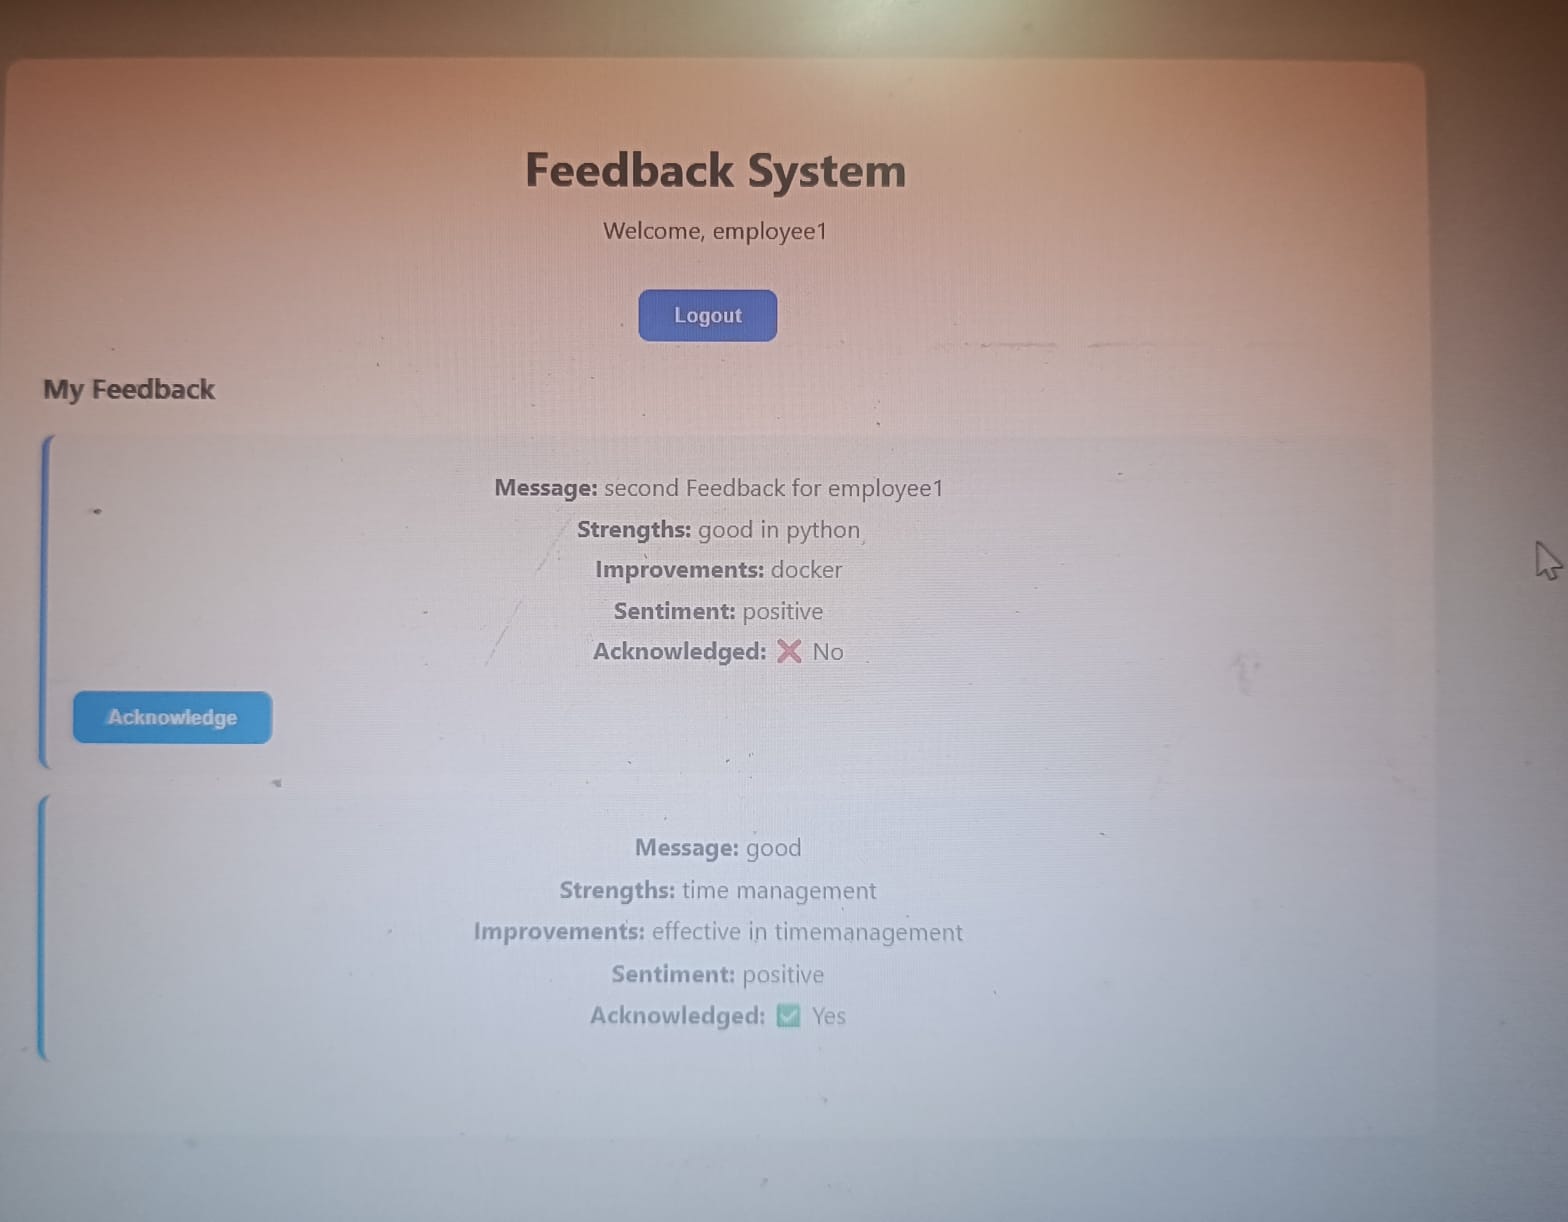 Feedback System
Welcome, employee1
Logout
My Feedback
Message: second Feedback for employee1
Strengths: good in python
Improvements: docker
Sentiment: positive
Acknowledged: ❌ No
Acknowledge
Message: good
Strengths: time management
Improvements: effective in timemanagement
Sentiment: positive
Acknowledged: ✅ Yes